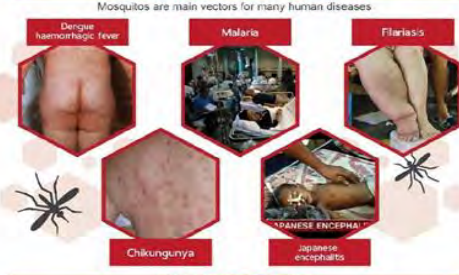 Mosquitos are main vectors for many human diseases
Dengue
haemorrhagic fever
Malaria
Filariasis
Chikungunya
JAPANESE ENCEPHALI
Japanese
encephalitis